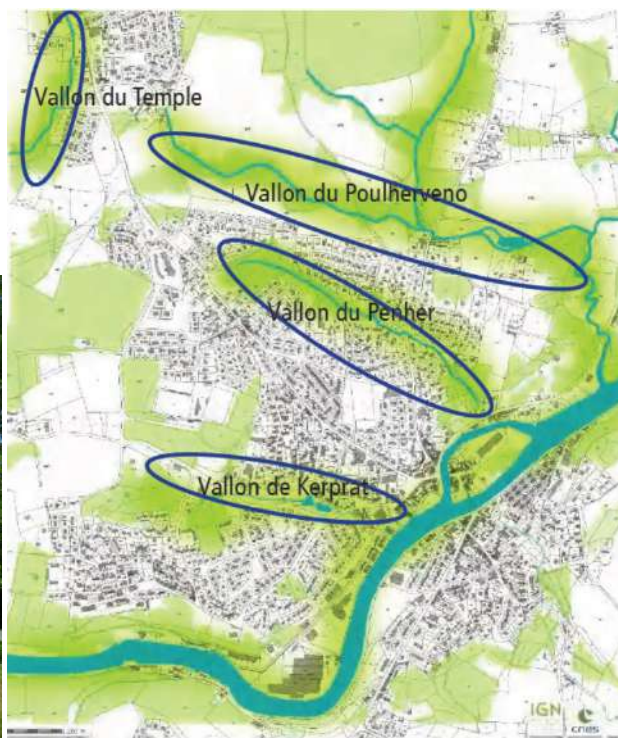 Vallon du Temple
Vallon du Poulherveno
Vallon du Penher
Vallon de Kerprat
IGN
cnes